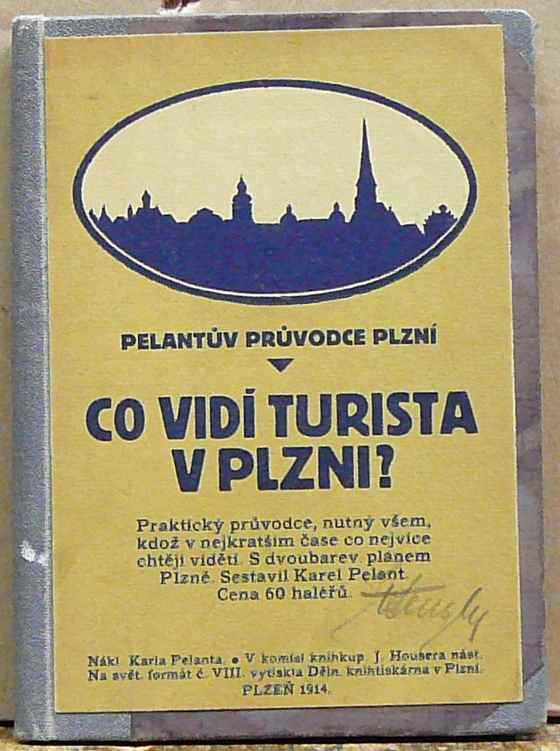 PELANTŮV PRŮVODCE PLZNÍ
CO VIDÍ TURISTA
V PLZNI?
Praktický průvodce, nutný všem,
kdož v nejkratším čase co nejvíce
chtějí viděti. S dvoubarev. plánem
Plzně. Sestavil Karel Pelant.
Cena 60 haléřů.
Nákl. Karla Pelanta. • V komisi knihkup. J. Housera nást.
Na svět. formát č. VIII. vytiskla Děln. knihtiskárna v Plzni.
PLZEŇ 1914.